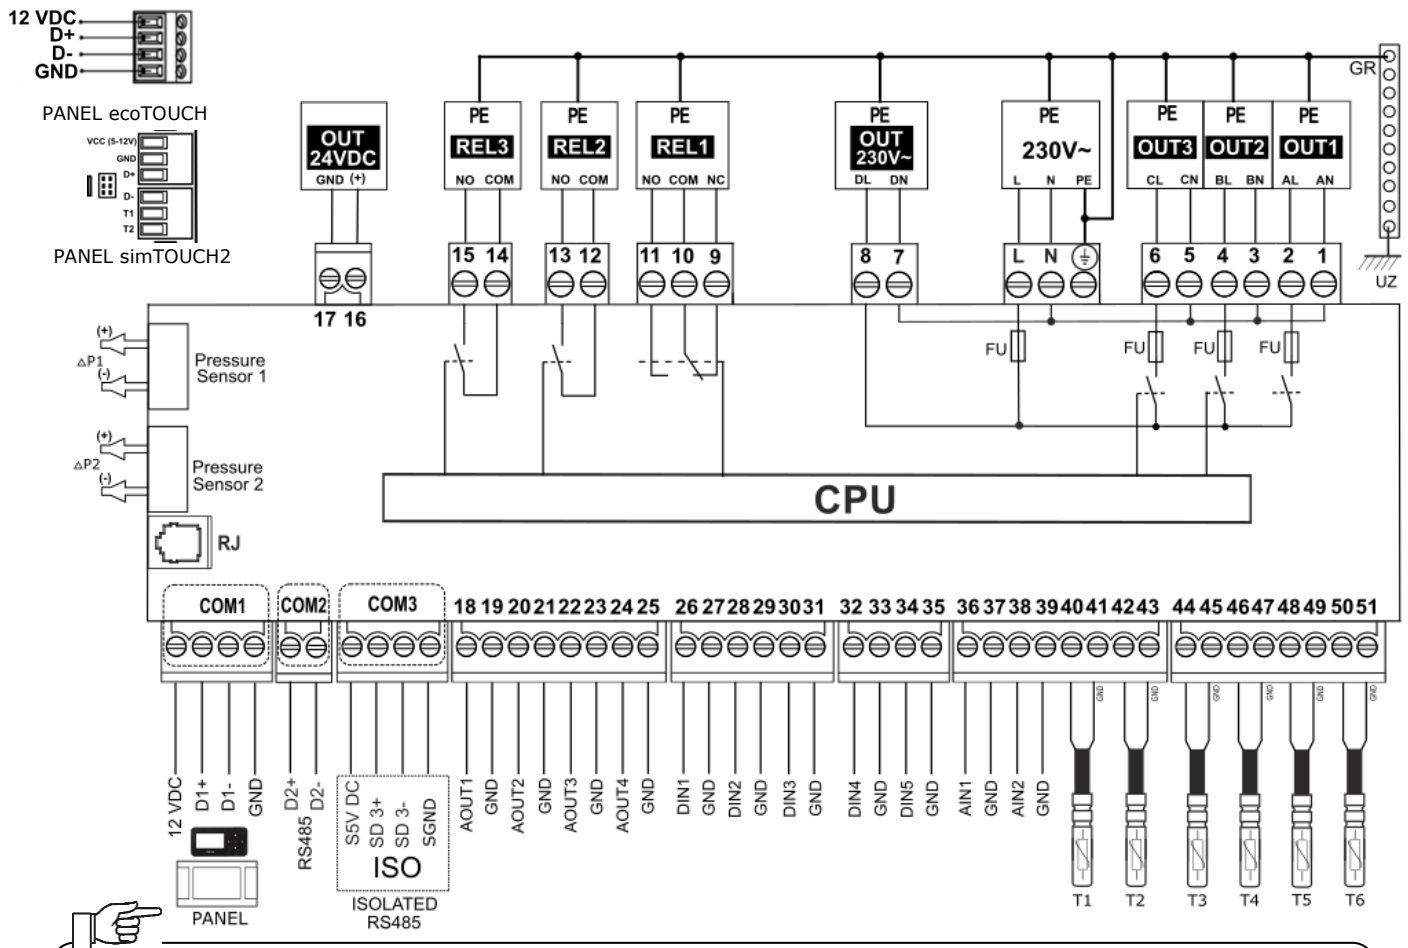 12 VDC
D+
D-
GND
PANEL ecoTOUCH
VCC (5-12V)
GND
D+
D-
T1
T2
PANEL simTOUCH2
OUT 24VDC
GND (+)
17 16
PE
REL3
NO COM
15 14
PE
REL2
NO COM
13 12
PE
REL1
NO COM NC
11 10 9
PE
OUT 230V~
DL DN
8 7
PE
230V~
L N PE
L N
PE
OUT3
CL CN
6 5
PE
OUT2
BL BN
4 3
PE
OUT1
AL AN
2 1
GR
UZ
FU
FU
FU
FU
(+)
△P1
(-)
Pressure
Sensor 1
(+)
△P2
(-)
Pressure
Sensor 2
RJ
CPU
COM1
COM2
COM3
18 19 20 21 22 23 24 25
26 27 28 29 30 31
32 33 34 35
36 37 38 39 40 41 42 43
44 45 46 47 48 49 50 51
12 VDC
D1+
D1-
GND
PANEL
D2+
D2-
RS485
S5V DC
SD 3+
SD 3-
SGND
ISO
ISOLATED
RS485
AOUT1
GND
AOUT2
GND
AOUT3
GND
AOUT4
GND
DIN1
GND
DIN2
GND
DIN3
GND
DIN4
GND
DIN5
GND
AIN1
GND
AIN2
GND
GND
GND
GND
GND
GND
GND
T1
T2
T3
T4
T5
T6